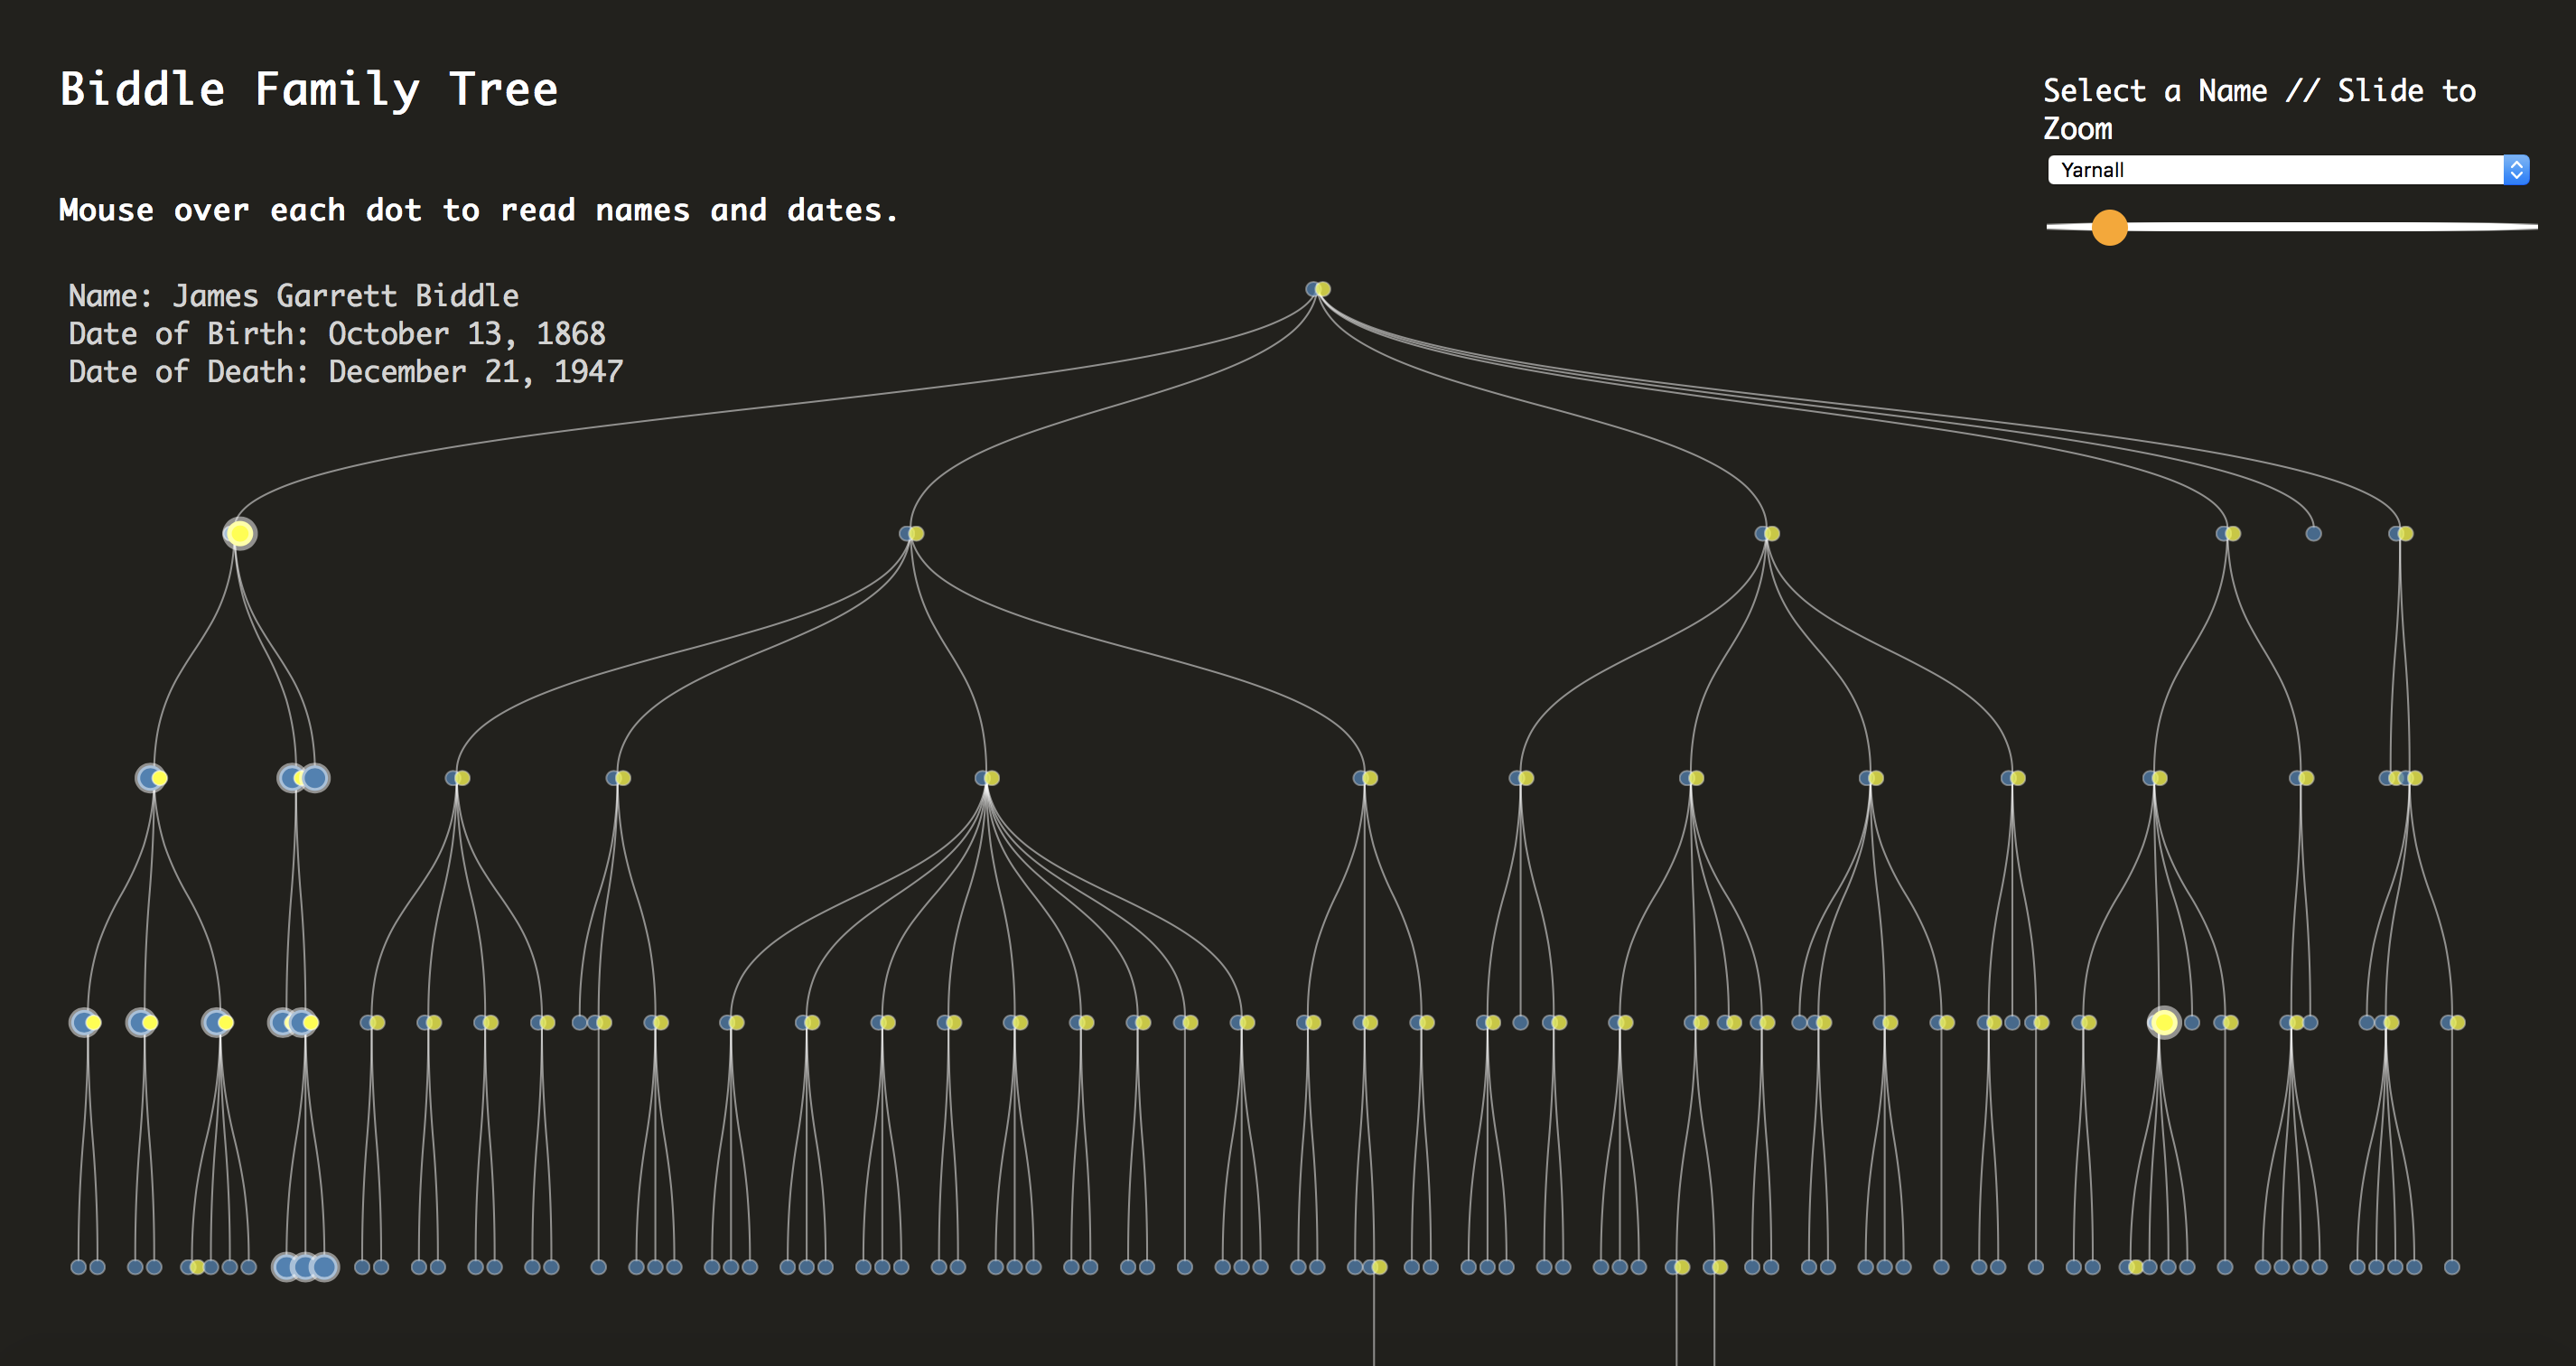 Biddle Family Tree
Select a Name // Slide to
Zoom
Yarnall
Mouse over each dot to read names and dates.
Name: James Garrett Biddle
Date of Birth: October 13, 1868
Date of Death: December 21, 1947